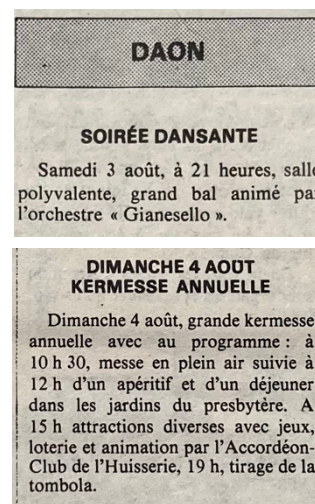 DAON
SOIRÉE DANSANTE
Samedi 3 août, à 21 heures, salle
polyvalente, grand bal animé par
l'orchestre « Gianesello ».
DIMANCHE 4 AOÛT
KERMESSE ANNUELLE
Dimanche 4 août, grande kermesse
annuelle avec au programme : à
10 h 30, messe en plein air suivie à
12 h d'un apéritif et d'un déjeuner
dans les jardins du presbytère. A
15 h attractions diverses avec jeux,
loterie et animation par l'Accordéon-
Club de l'Huisserie, 19 h, tirage de la
tombola.